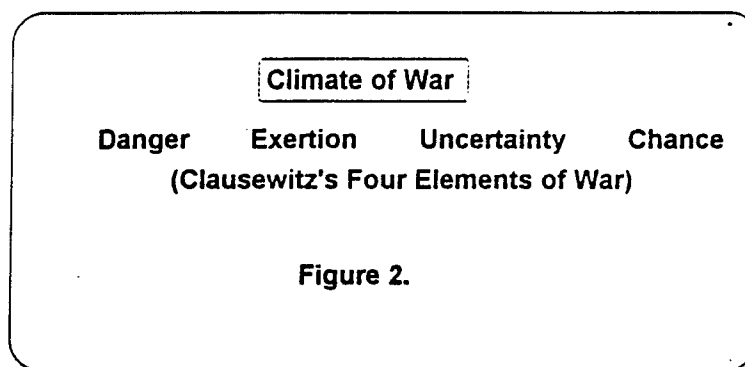 Climate of War
Danger Exertion Uncertainty Chance
(Clausewitz's Four Elements of War)
Figure 2.